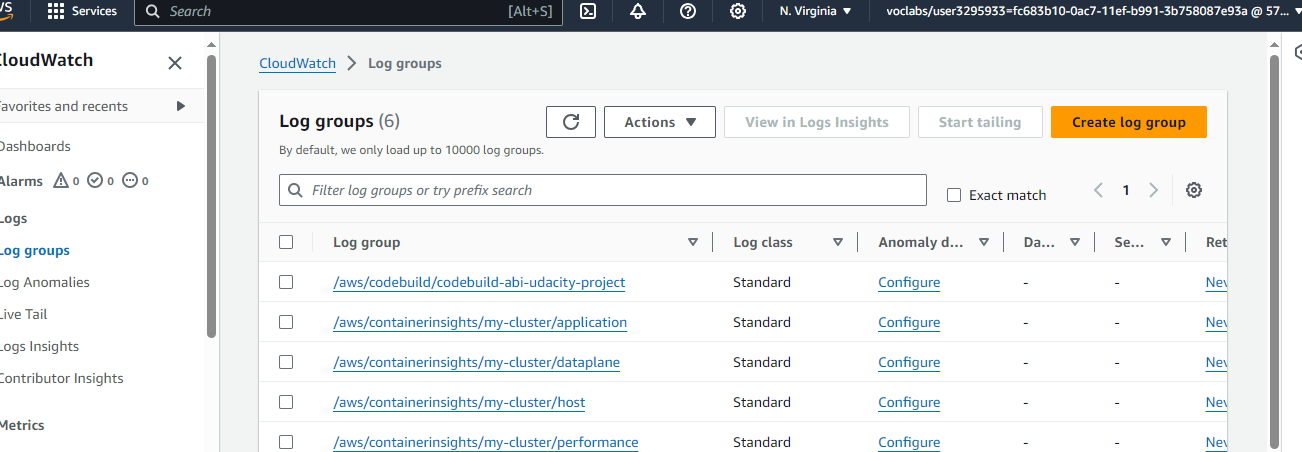 Services
Search
[Alt+S]
N. Virginia
voclabs/user3295933=fc683b10-0ac7-11ef-b991-3b758087e93a @ 57...
CloudWatch
Favorites and recents
Dashboards
Alarms 0 0 0
Logs
Log groups
Log Anomalies
Live Tail
Logs Insights
Contributor Insights
Metrics
CloudWatch > Log groups
Log groups (6)
Actions
View in Logs Insights
Start tailing
Create log group
By default, we only load up to 10000 log groups.
Filter log groups or try prefix search
Exact match
1
Log group Log class Anomaly d... Da... Se... Ret
/aws/codebuild/codebuild-abi-udacity-project Standard Configure - - Nev
/aws/containerinsights/my-cluster/application Standard Configure - - Nev
/aws/containerinsights/my-cluster/dataplane Standard Configure - - Nev
/aws/containerinsights/my-cluster/host Standard Configure - - Nev
/aws/containerinsights/my-cluster/performance Standard Configure - - Nev